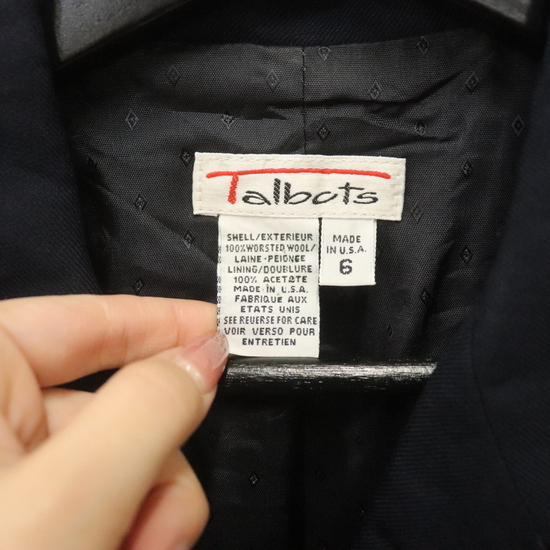 Talbots
SHELL/EXTERIEUR
100% WORSTED WOOL/
LAINE-PEIGNEE
LINING/DOUBLURE
100% ACETATE
MADE IN U.S.A.
FABRIQUE AUX
ETATS UNIS
SEE REVERSE FOR CARE
VOIR VERSO POUR
ENTRETIEN
MADE
IN U.S.A.
6